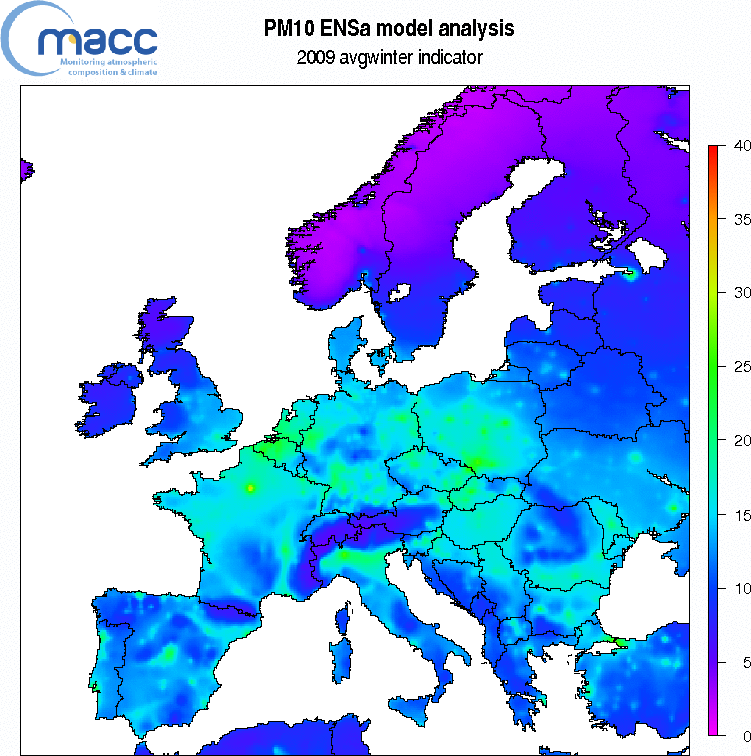 macc
Monitoring atmospheric
composition & climate
PM10 ENSa model analysis
2009 avgwinter indicator
40
35
30
25
20
15
10
5
0